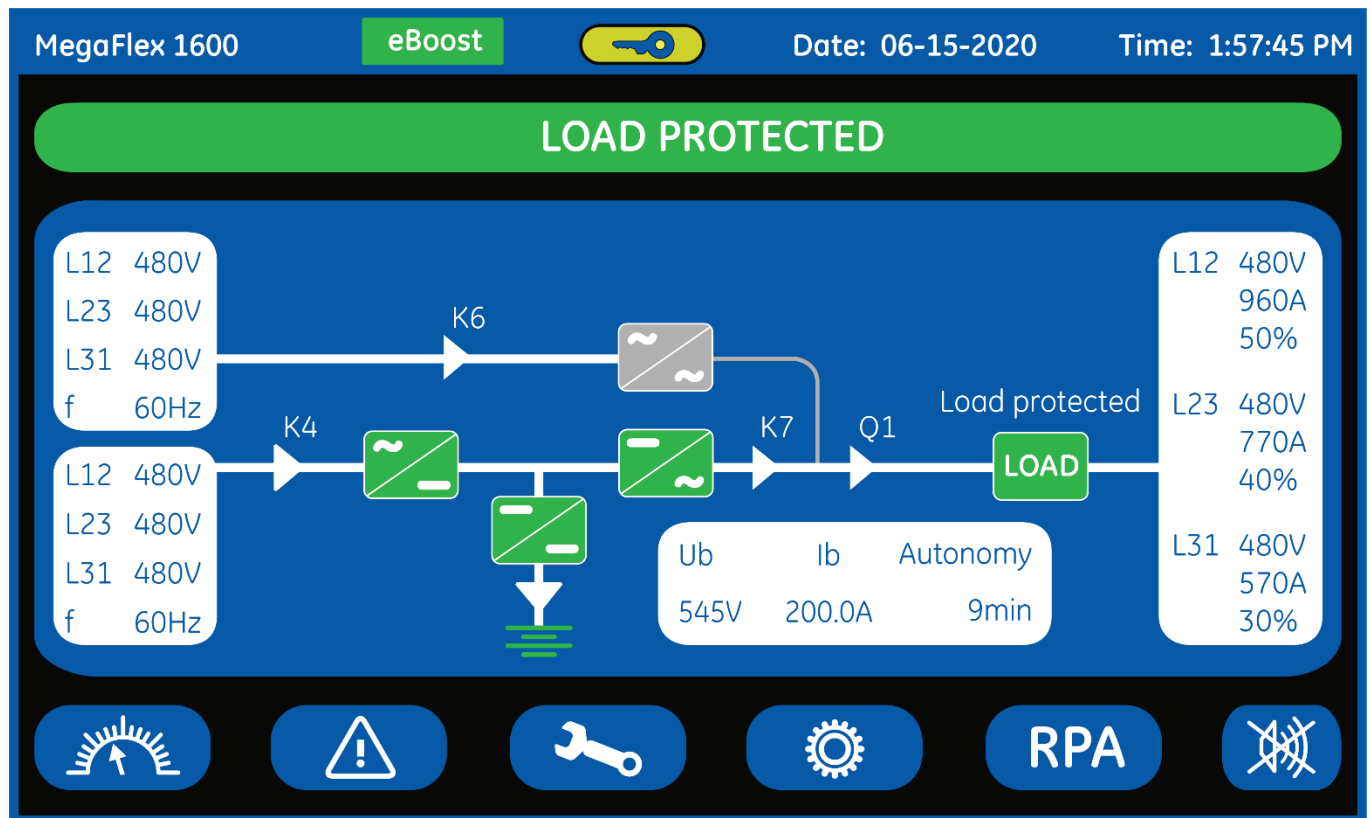 MegaFlex 1600 eBoost Date: 06-15-2020 Time: 1:57:45 PM
LOAD PROTECTED
L12 480V
L23 480V
L31 480V
f 60Hz
K6
L12 480V
L23 480V
L31 480V
f 60Hz
K4
K7
Q1
Load protected
LOAD
Ub Ib Autonomy
545V 200.0A 9min
L12 480V
960A
50%
L23 480V
770A
40%
L31 480V
570A
30%
RPA